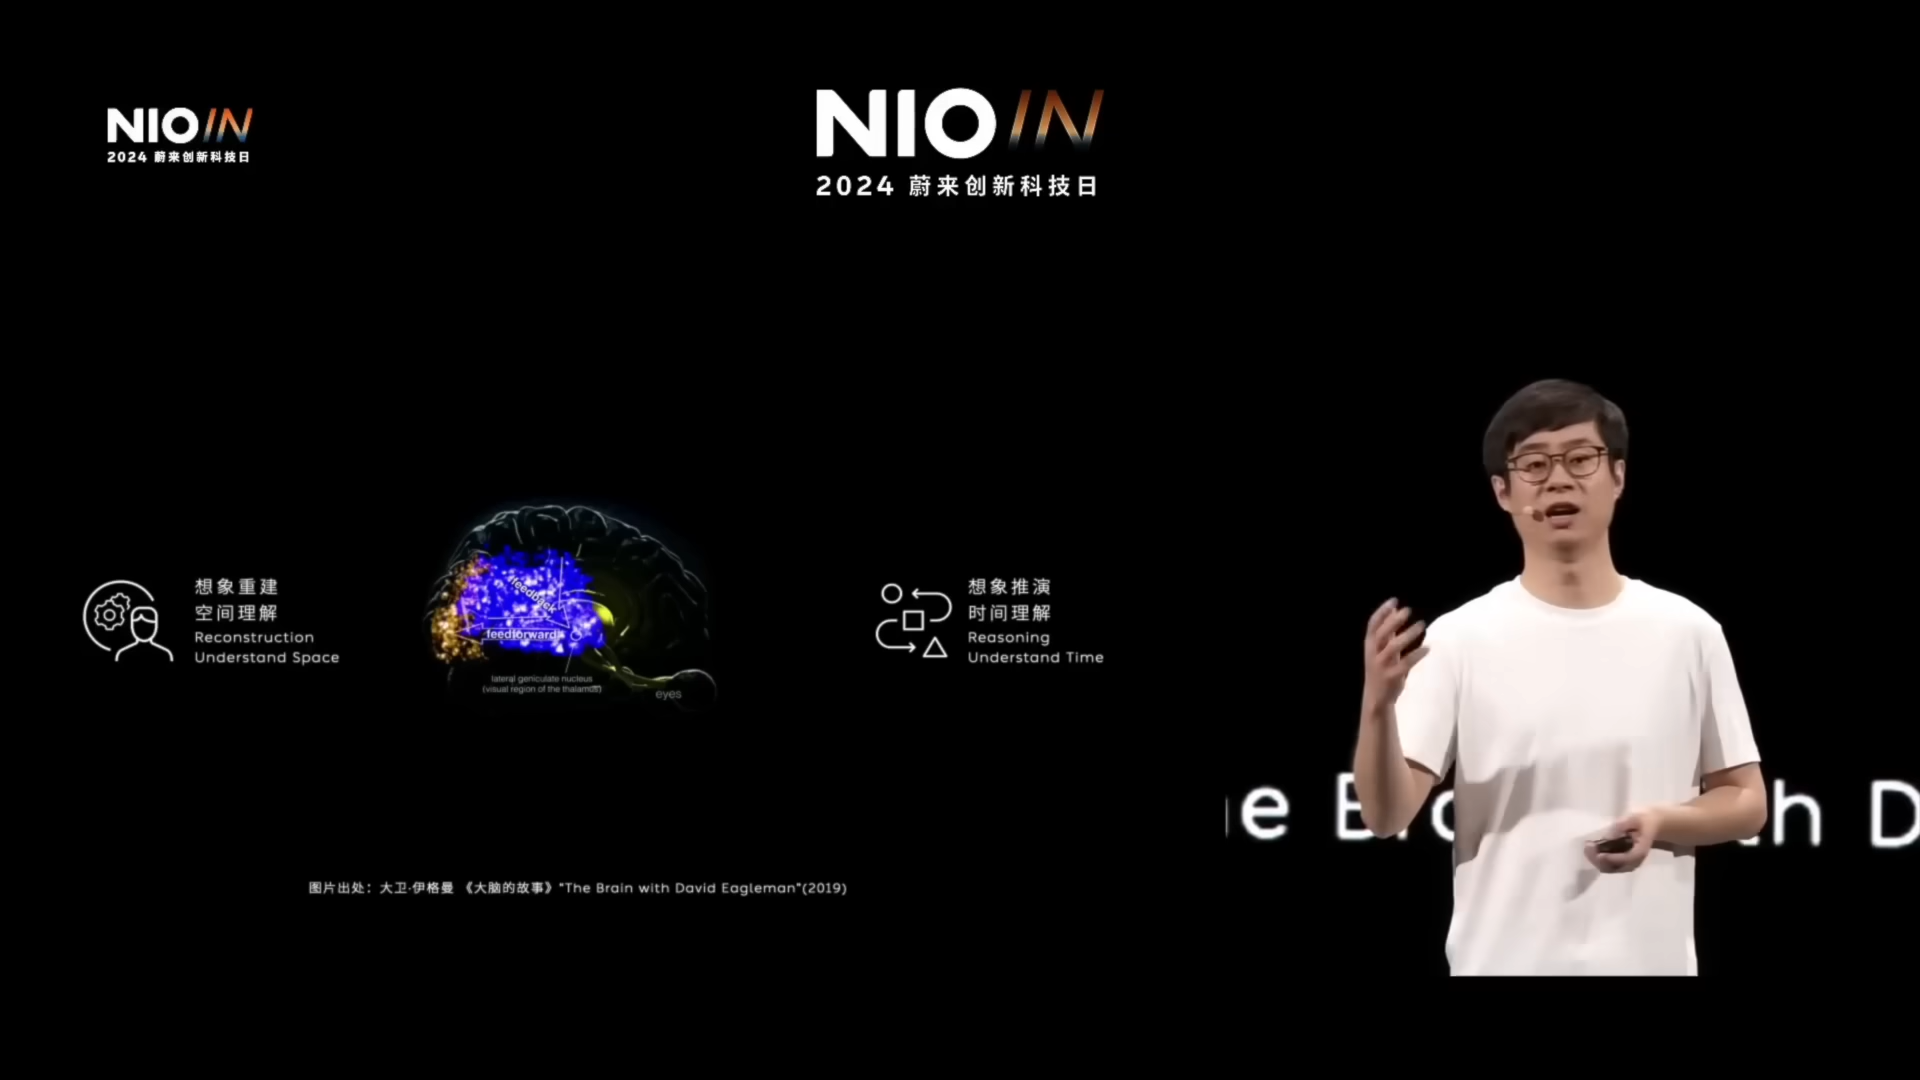 NIO IN
2024 蔚来创新科技日
NIO IN
2024 蔚来创新科技日
想象重建
空间理解
Reconstruction
Understand Space
feedback
feedforward
lateral geniculate nucleus
(visual region of the thalamus)
eyes
想象推演
时间理解
Reasoning
Understand Time
e B th D
图片出处：大卫·伊格曼 《大脑的故事》"The Brain with David Eagleman"(2019)